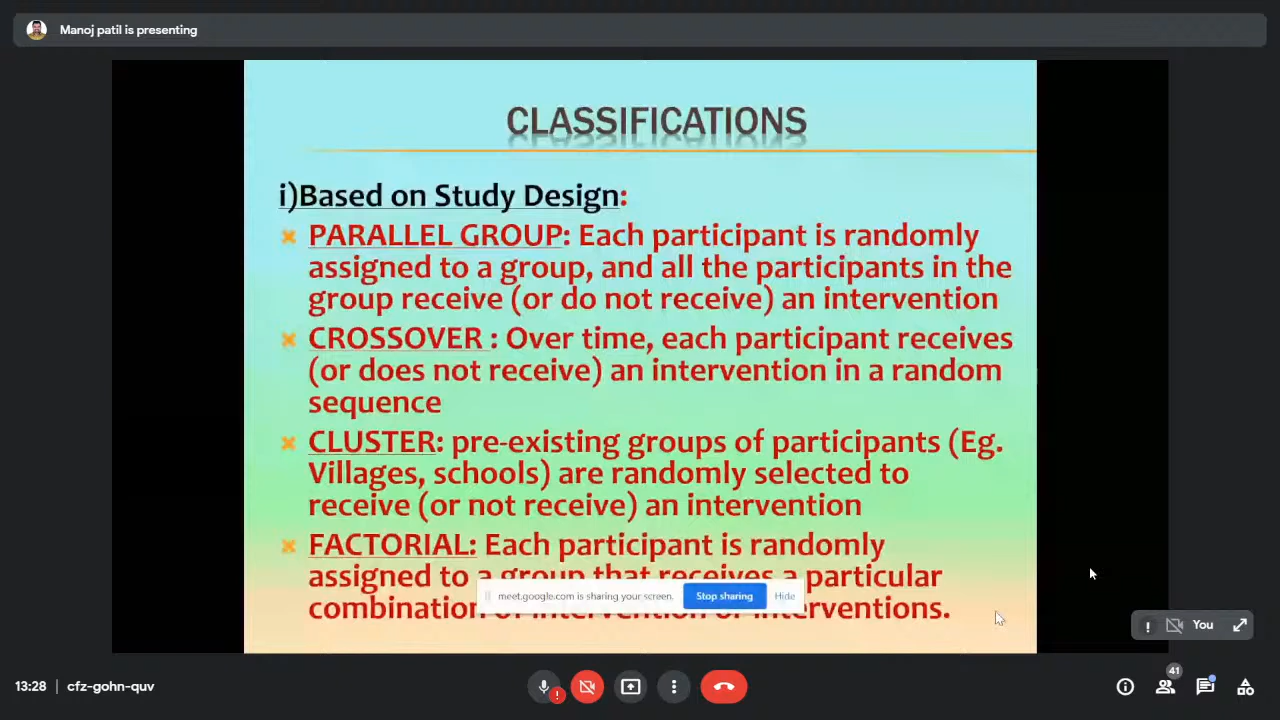 Manoj patil is presenting
CLASSIFICATIONS
i)Based on Study Design:
PARALLEL GROUP: Each participant is randomly
assigned to a group, and all the participants in the
group receive (or do not receive) an intervention
CROSSOVER : Over time, each participant receives
(or does not receive) an intervention in a random
sequence
CLUSTER: pre-existing groups of participants (Eg.
Villages, schools) are randomly selected to
receive (or not receive) an intervention
FACTORIAL: Each participant is randomly
assigned to a group that receives a particular
meet.google.com is sharing your screen. Stop sharing Hide
combination of intervention interventions.
You
13:28 | cfz-gohn-quv
41